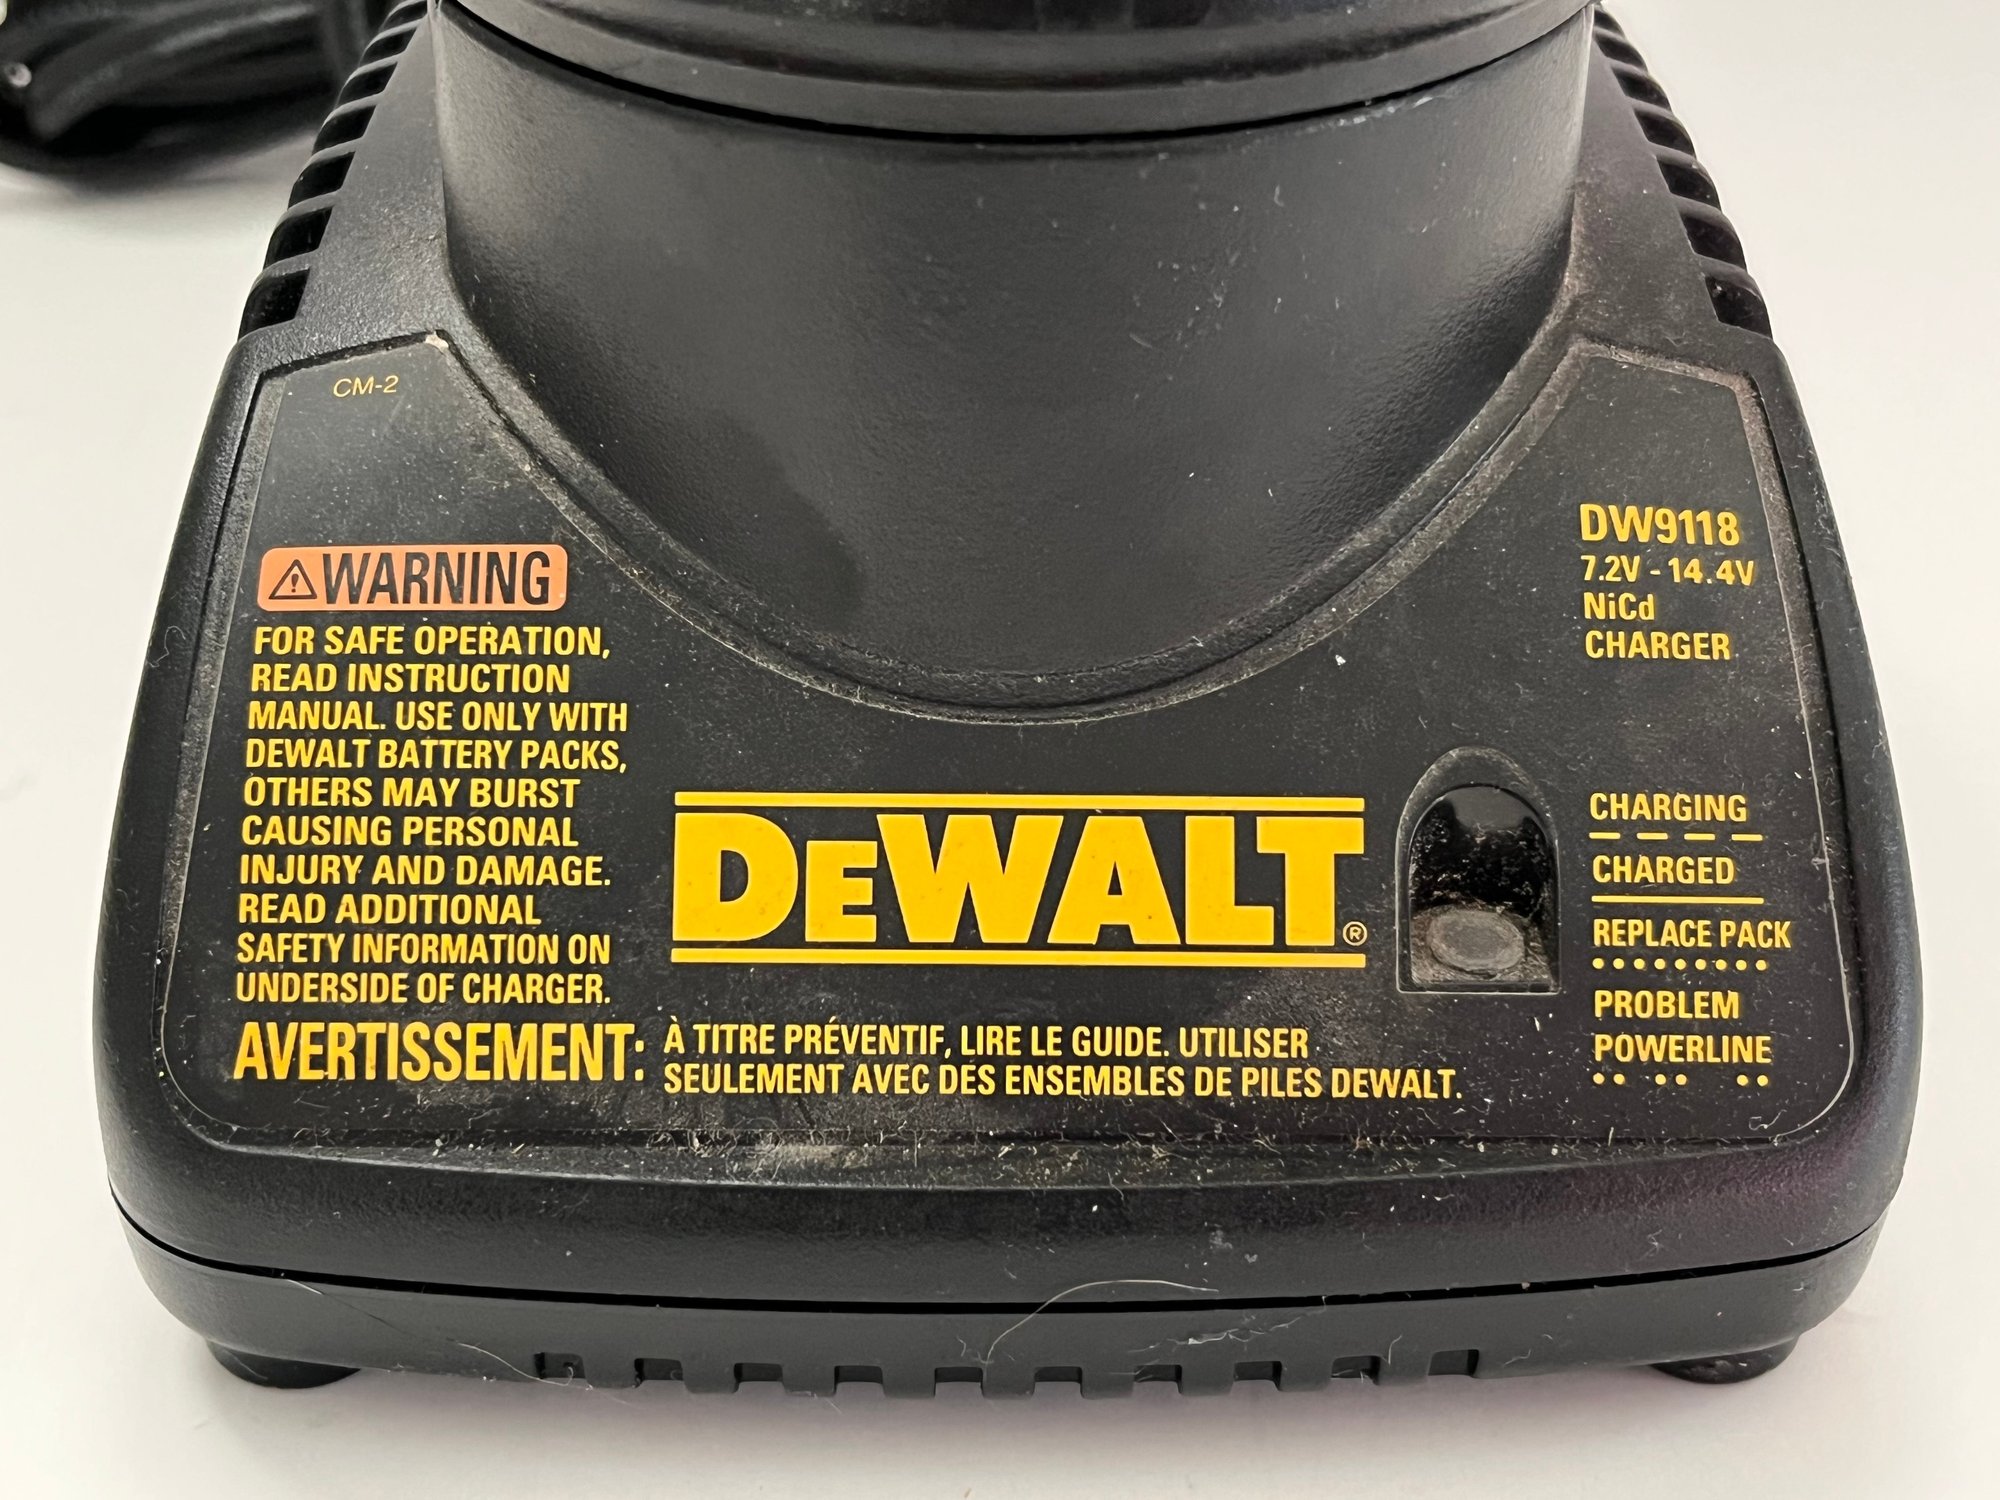 CM-2
⚠WARNING
FOR SAFE OPERATION,
READ INSTRUCTION
MANUAL. USE ONLY WITH
DEWALT BATTERY PACKS,
OTHERS MAY BURST
CAUSING PERSONAL
INJURY AND DAMAGE.
READ ADDITIONAL
SAFETY INFORMATION ON
UNDERSIDE OF CHARGER.
AVERTISSEMENT:
À TITRE PRÉVENTIF, LIRE LE GUIDE. UTILISER
SEULEMENT AVEC DES ENSEMBLES DE PILES DEWALT.
DEWALT®
DW9118
7.2V - 14.4V
NiCd
CHARGER
CHARGING
CHARGED
REPLACE PACK
PROBLEM
POWERLINE